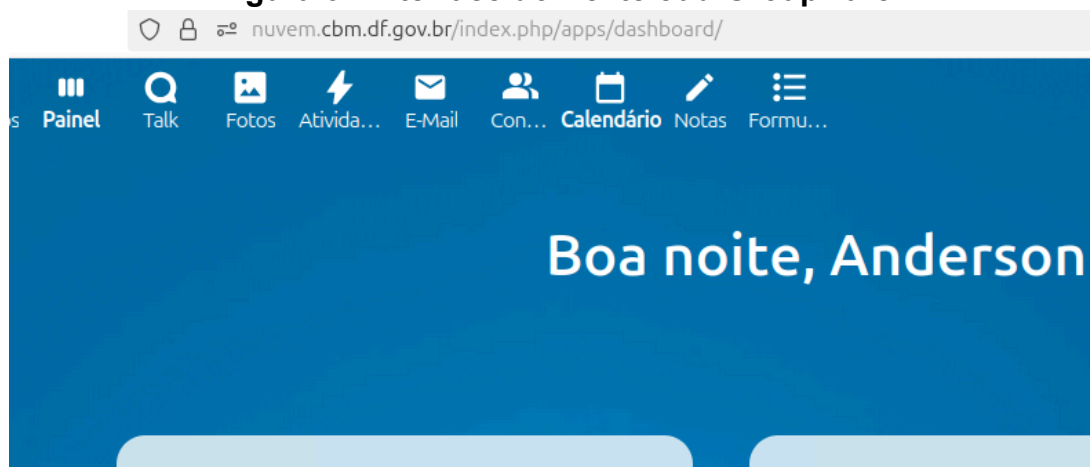 nuvem.cbm.df.gov.br/index.php/apps/dashboard/
s Painel Talk Fotos Ativida... E-Mail Con... Calendário Notas Formu...
Boa noite, Anderson